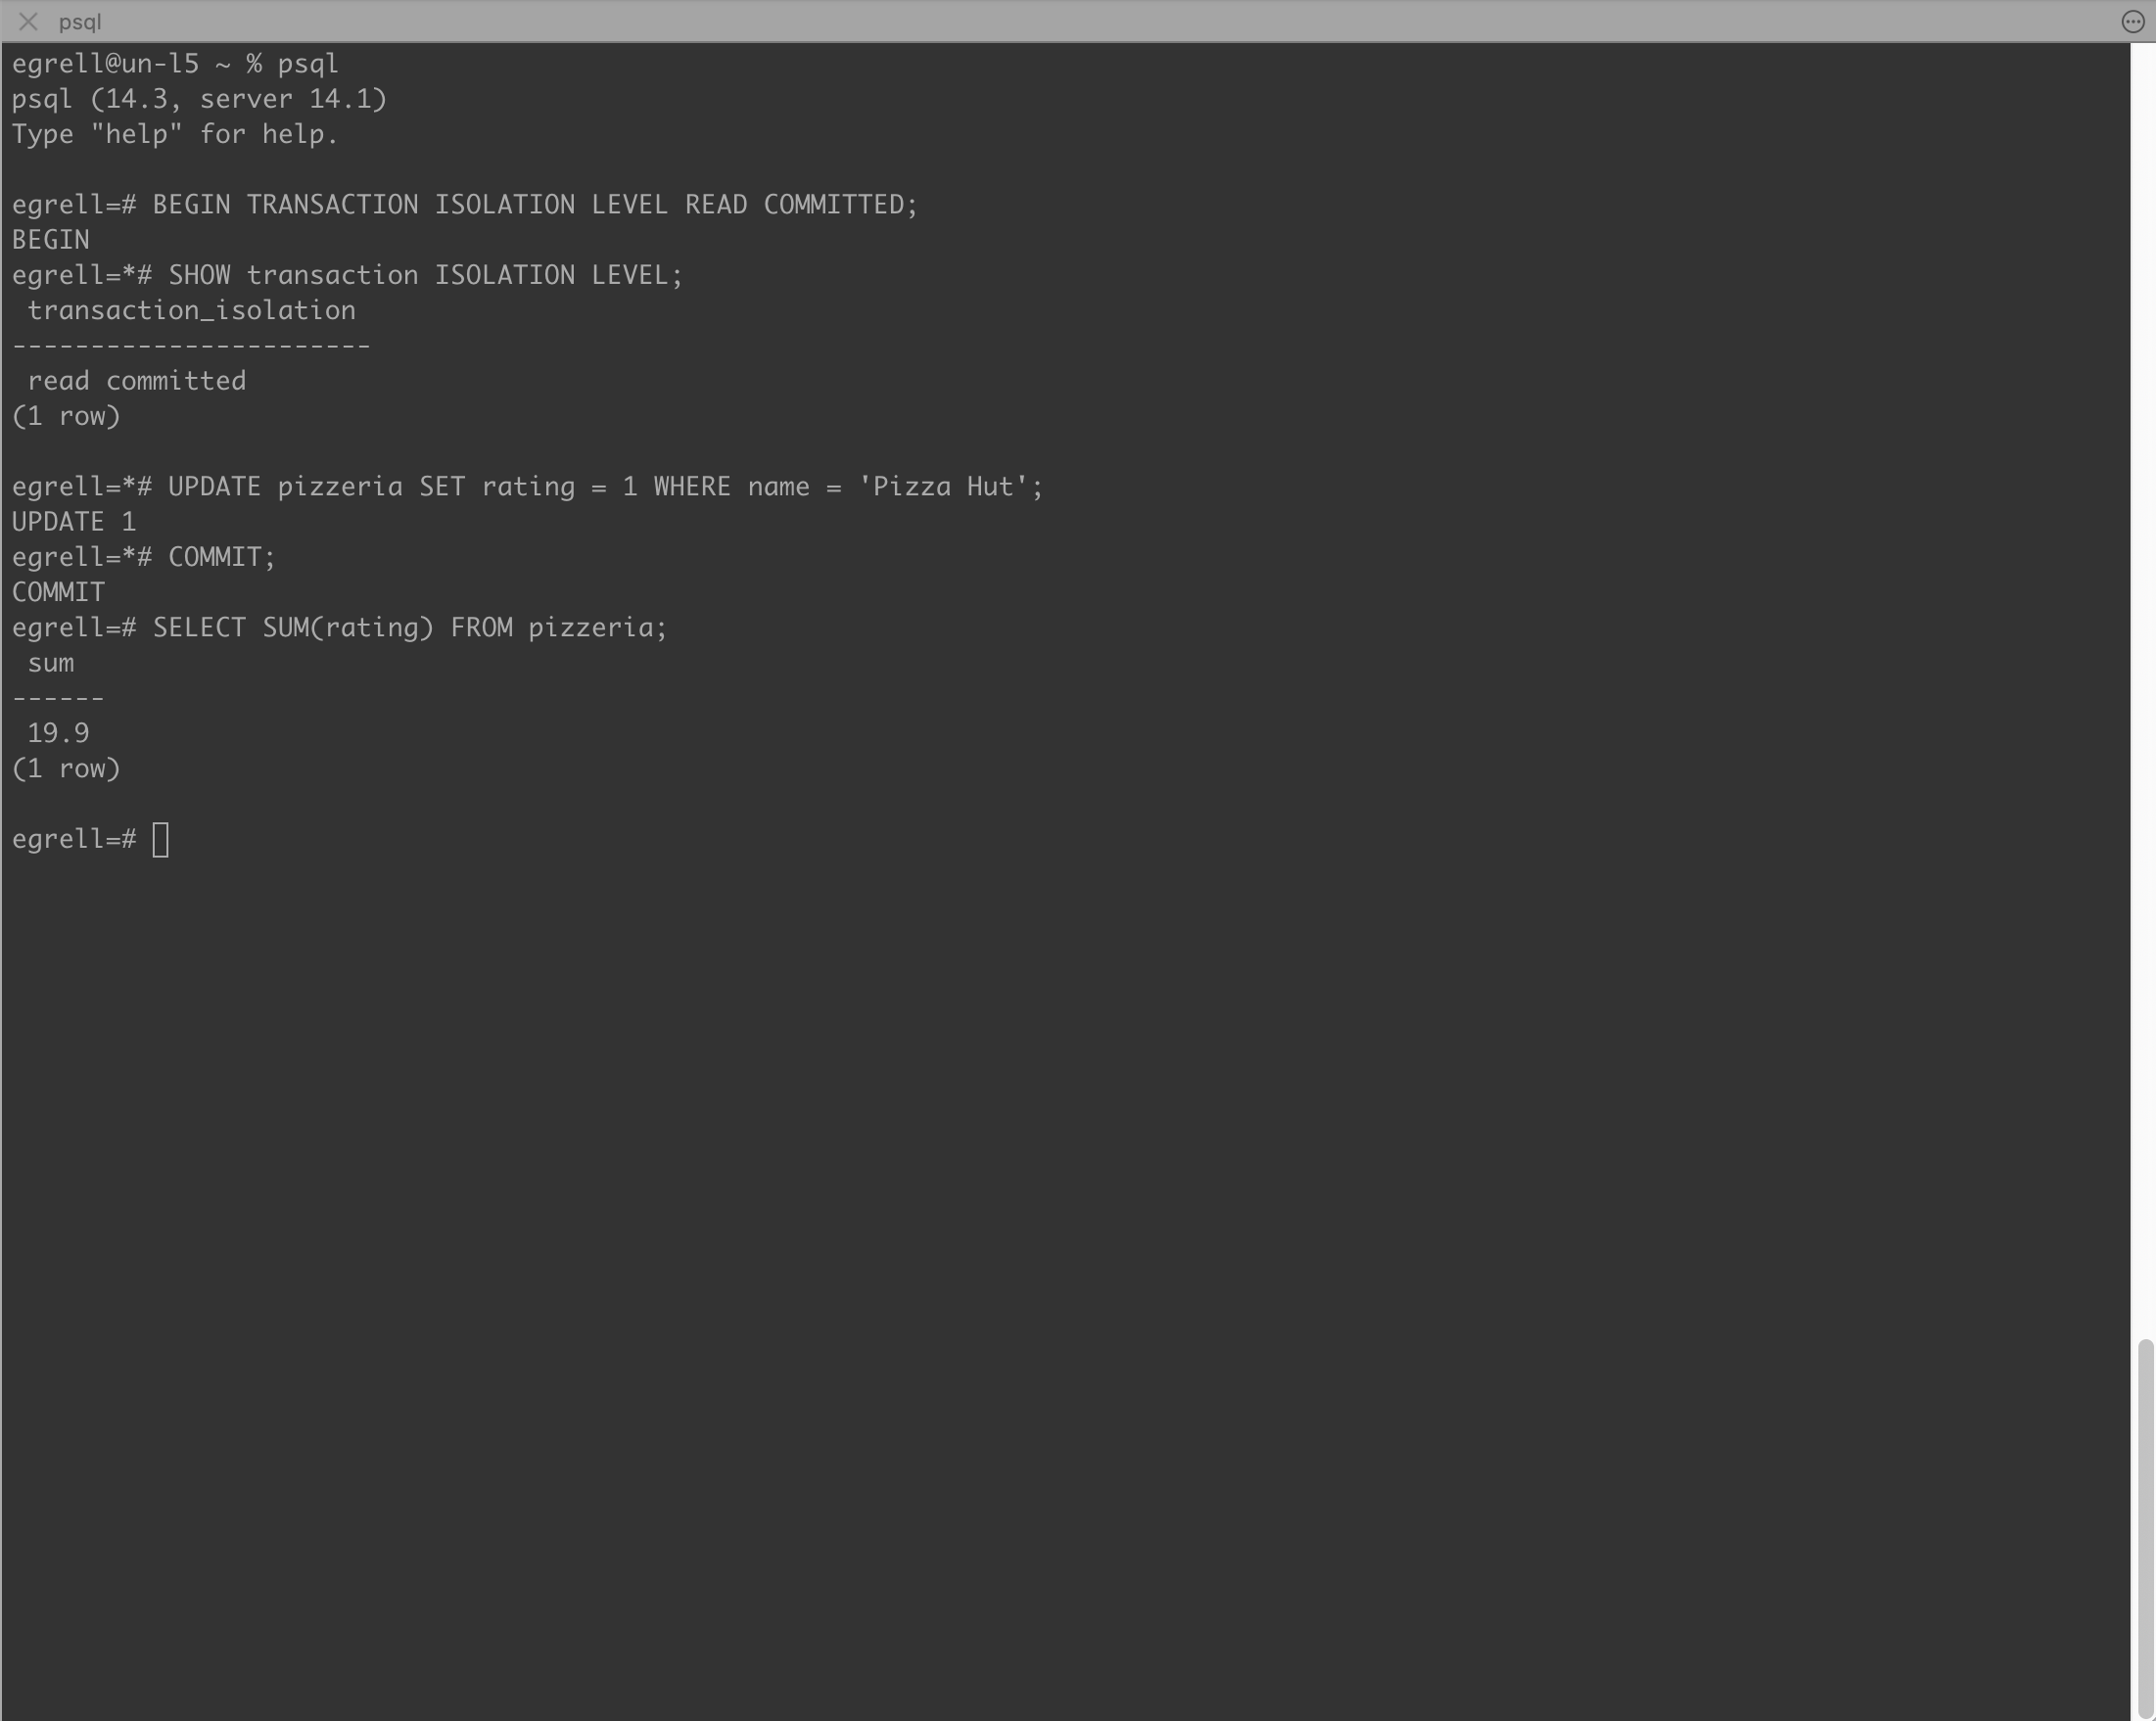 psql
egrell@un-l5 ~ % psql
psql (14.3, server 14.1)
Type "help" for help.
egrell=# BEGIN TRANSACTION ISOLATION LEVEL READ COMMITTED;
BEGIN
egrell=*# SHOW transaction ISOLATION LEVEL;
 transaction_isolation
-----------------------
 read committed
(1 row)
egrell=*# UPDATE pizzeria SET rating = 1 WHERE name = 'Pizza Hut';
UPDATE 1
egrell=*# COMMIT;
COMMIT
egrell=# SELECT SUM(rating) FROM pizzeria;
 sum
------
 19.9
(1 row)
egrell=#